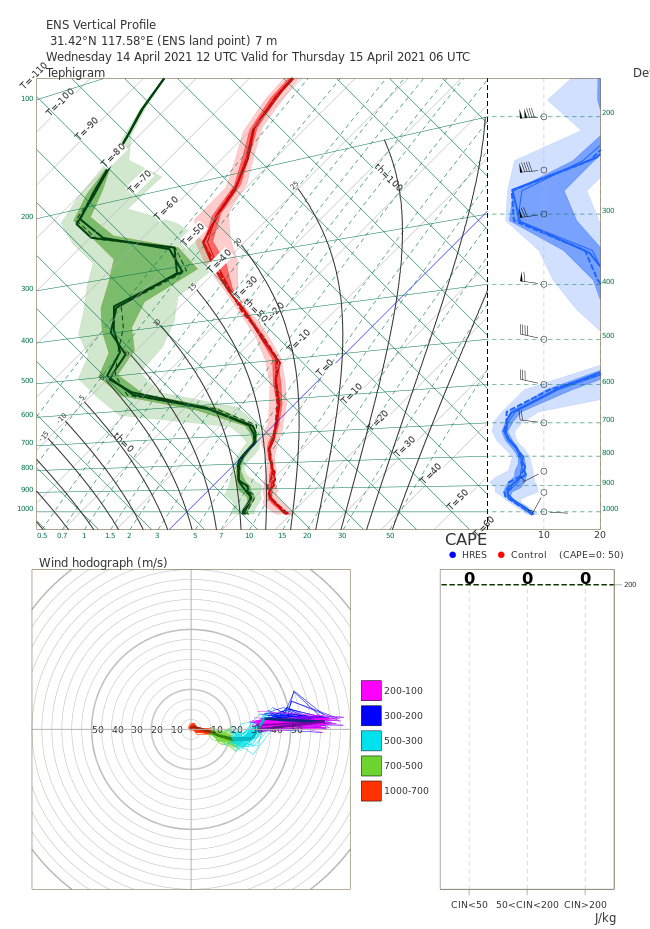 ENS Vertical Profile
31.42°N 117.58°E (ENS land point) 7 m
Wednesday 14 April 2021 12 UTC Valid for Thursday 15 April 2021 06 UTC
Tephigram
De
T=-110
T=-100
T=-90
T=-80
T=-70
T=-60
T=-50
T=-40
T=-30
T=-20
T=-10
T=0
T=10
T=20
T=30
T=40
T=50
T=60
th=100
th=50
th=0
100
200
300
400
500
600
700
800
900
1000
25
20
15
10
5
-5
-10
-15
200
300
400
500
600
700
800
900
1000
0.5 0.7 1 1.5 2 3 5 7 10 15 20 30 50
10 20
CAPE
HRES Control (CAPE=0: 50)
Wind hodograph (m/s)
50 40 30 20 10 10 20 30 40 50
200-100
300-200
500-300
700-500
1000-700
0 0 0
200
CIN<50 50<CIN<200 CIN>200
J/kg